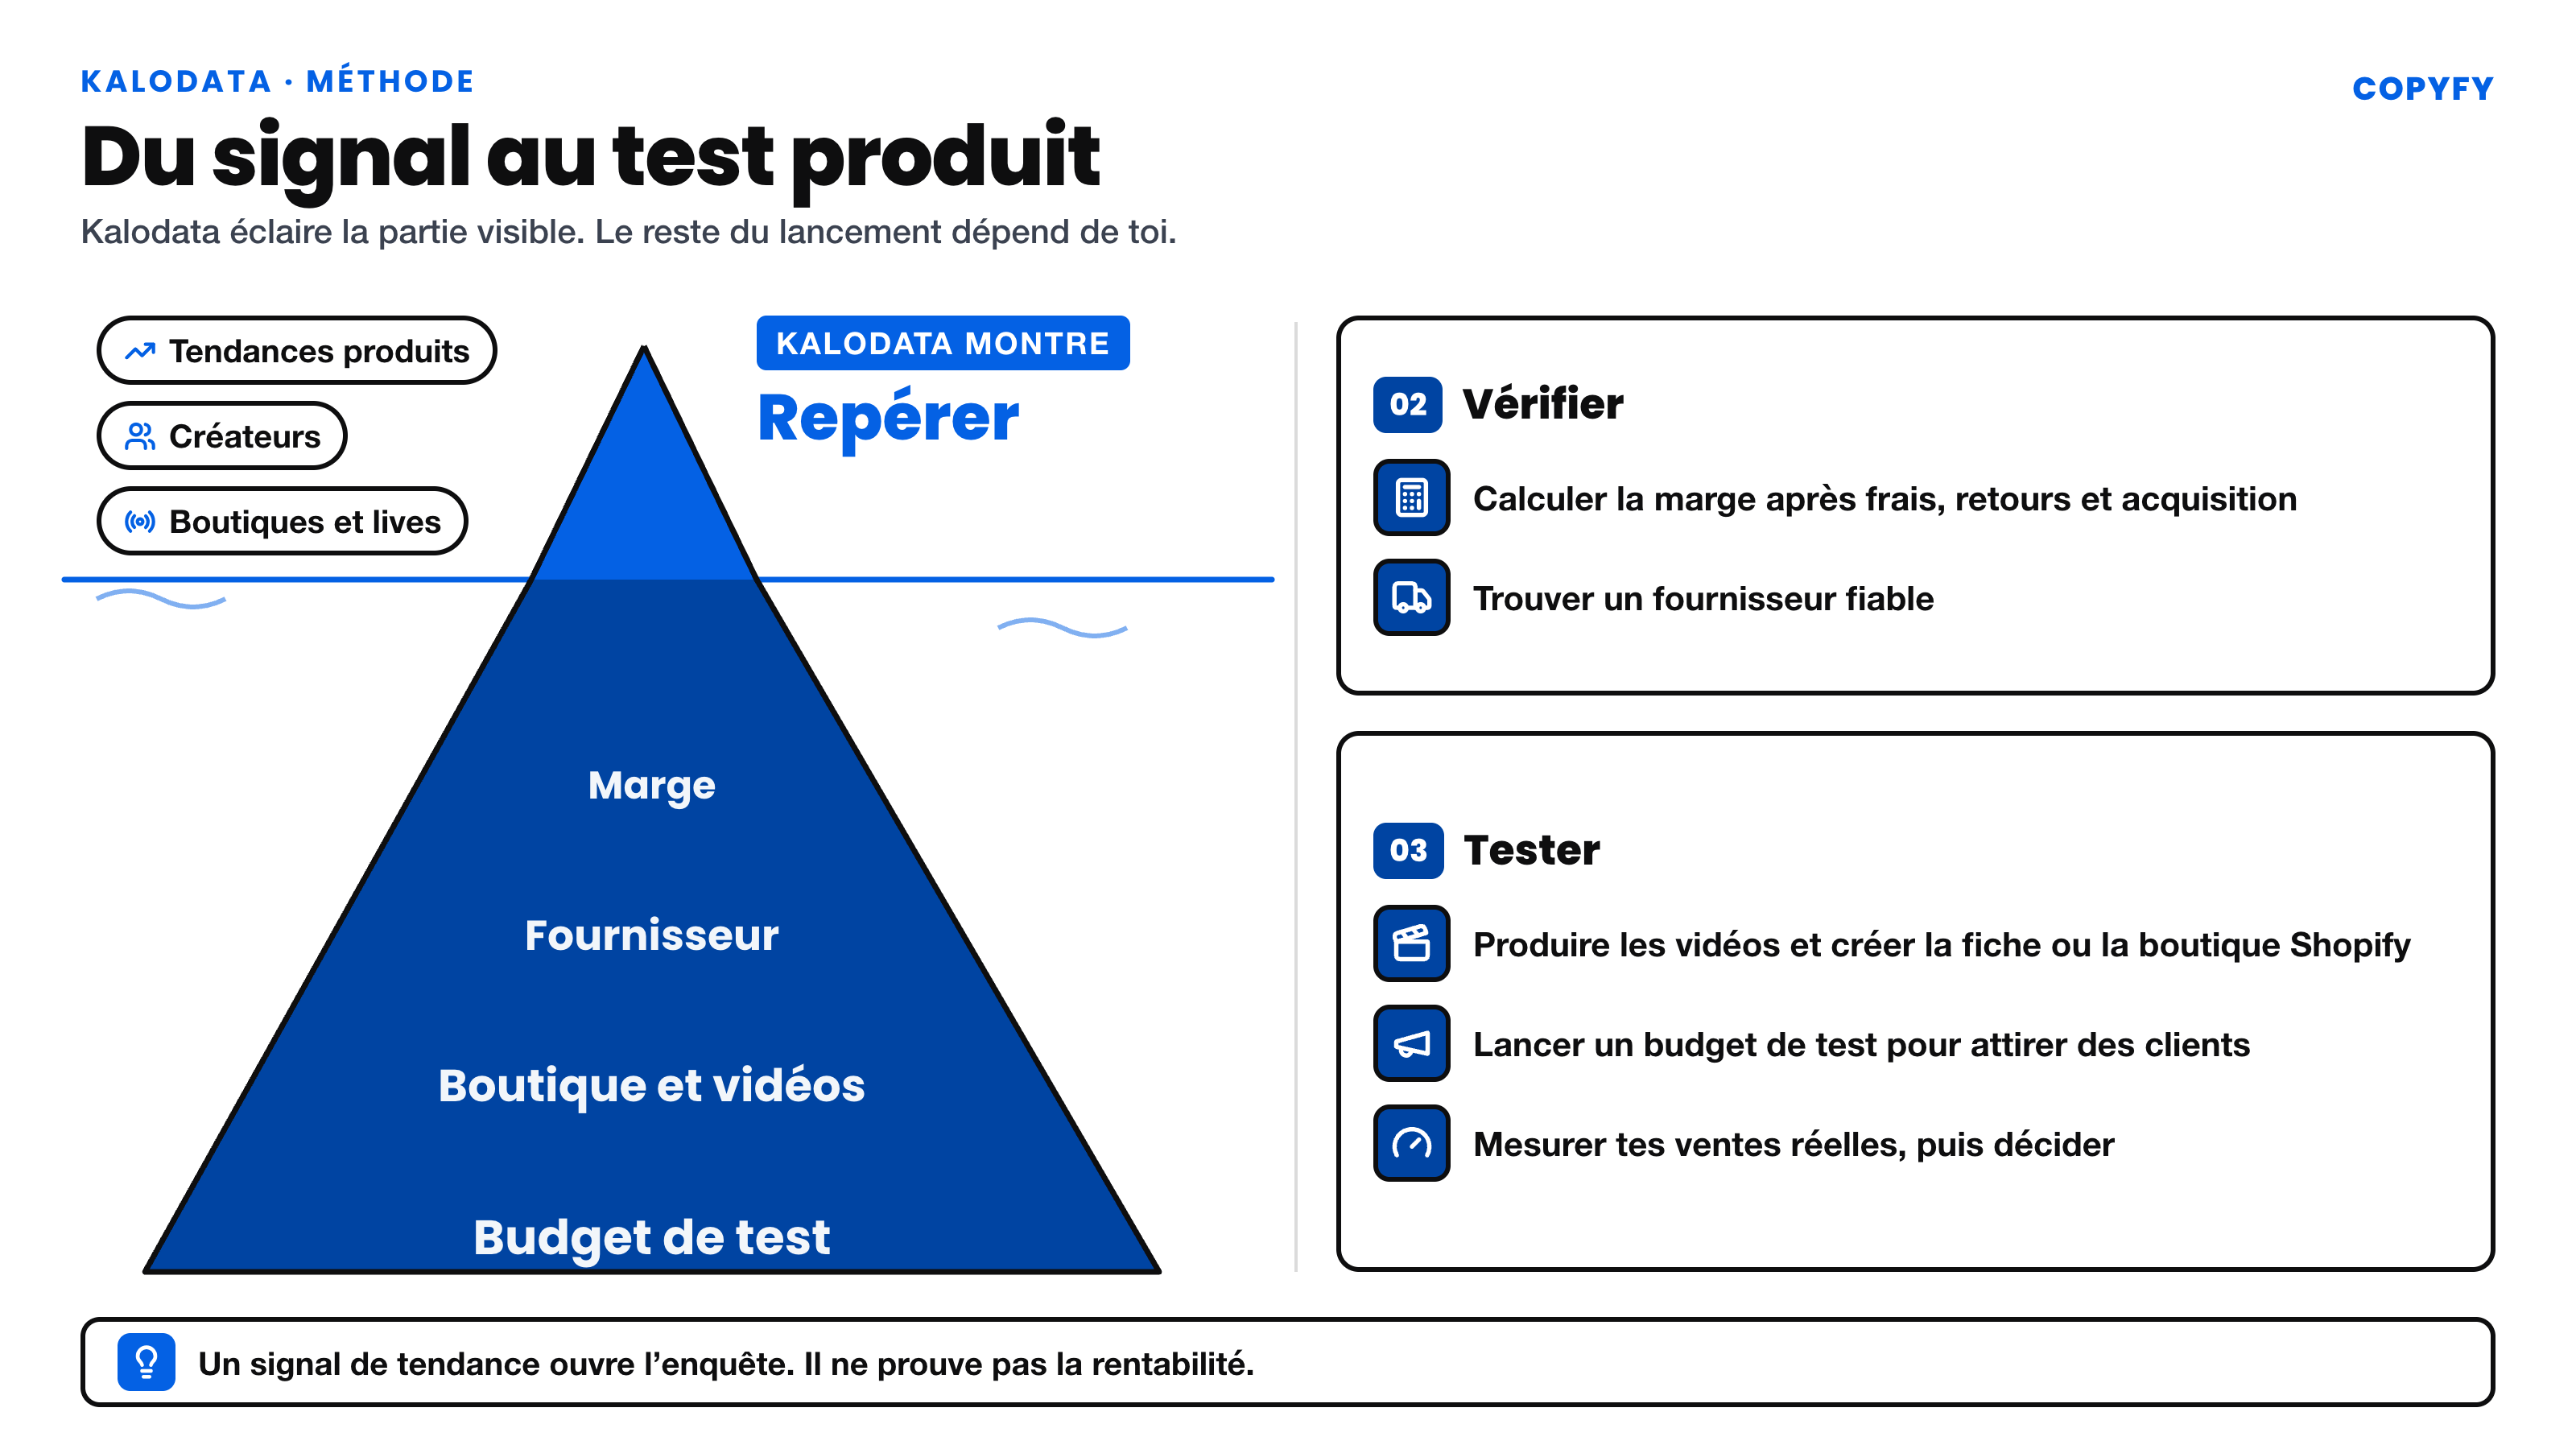 KALODATA · MÉTHODE
COPYFY
Du signal au test produit
Kalodata éclaire la partie visible. Le reste du lancement dépend de toi.
Tendances produits
Créateurs
Boutiques et lives
KALODATA MONTRE
Repérer
Marge
Fournisseur
Boutique et vidéos
Budget de test
02 Vérifier
Calculer la marge après frais, retours et acquisition
Trouver un fournisseur fiable
03 Tester
Produire les vidéos et créer la fiche ou la boutique Shopify
Lancer un budget de test pour attirer des clients
Mesurer tes ventes réelles, puis décider
Un signal de tendance ouvre l’enquête. Il ne prouve pas la rentabilité.